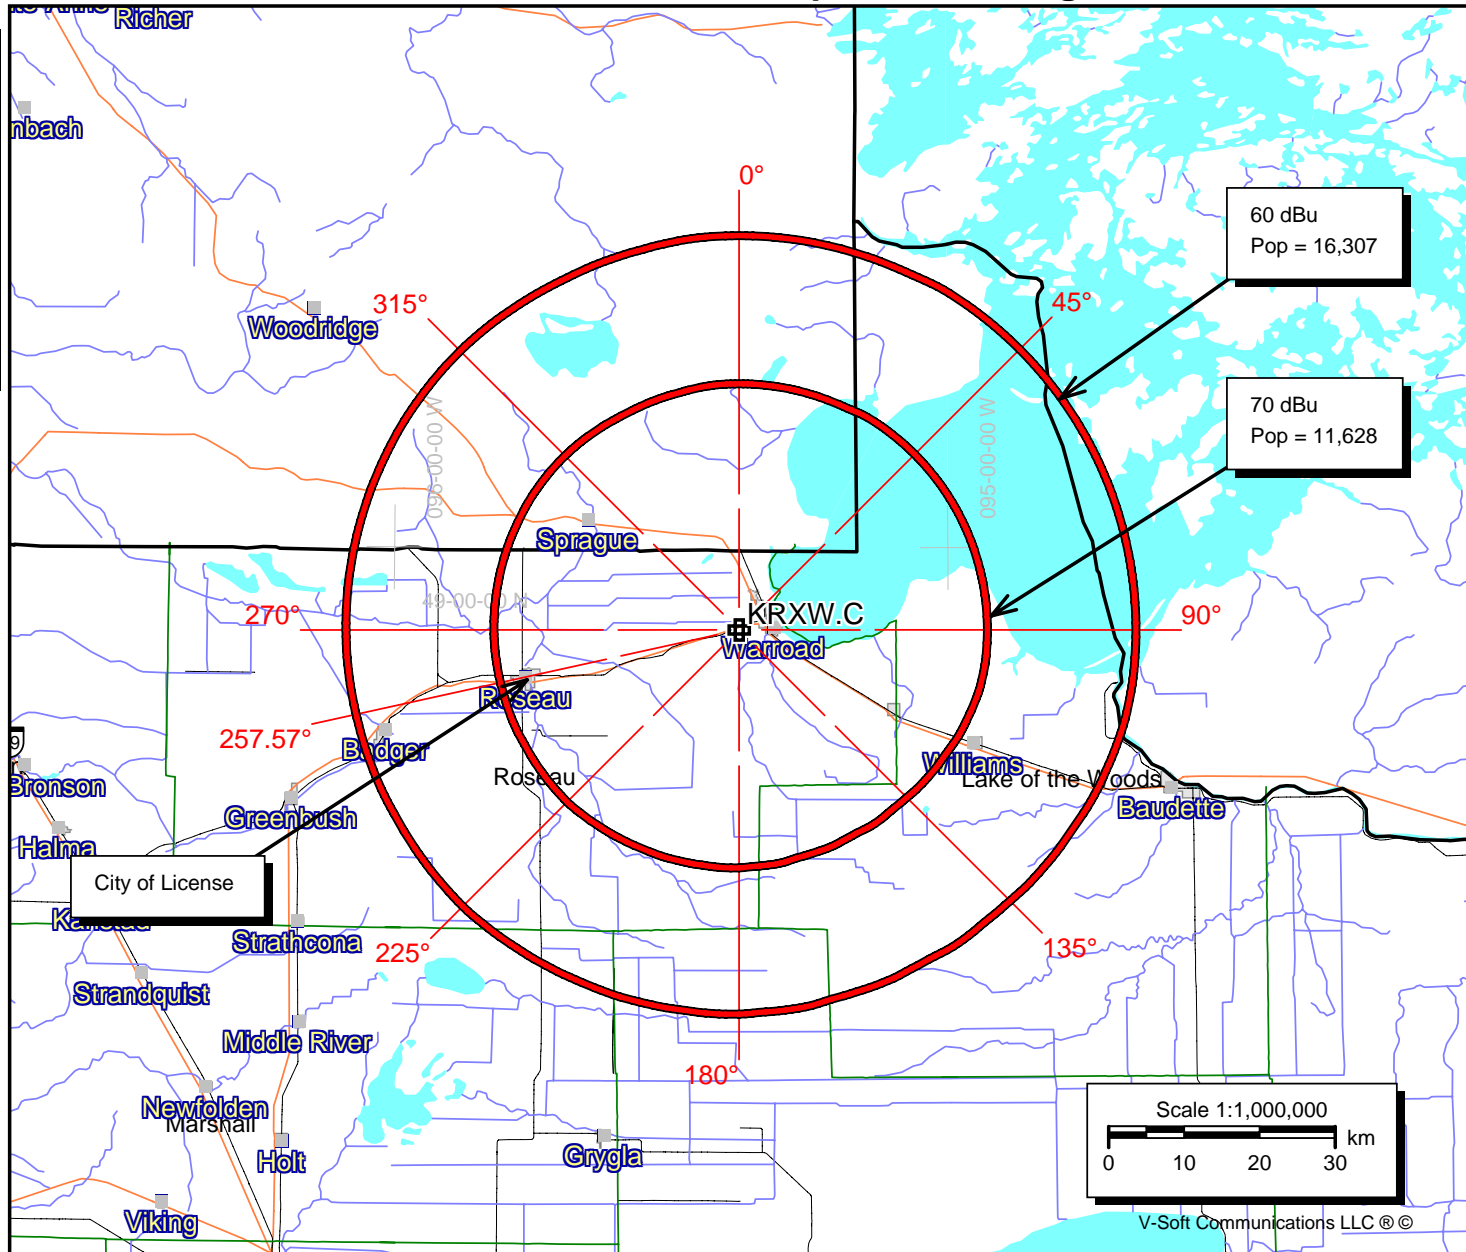 Richer
nbach
0°
60 dBu
Pop = 16,307
315°
45°
Woodridge
70 dBu
Pop = 11,628
096-00-00 W
095-00-00 W
Sprague
49-00-00 N
270°
KRXW.C
90°
Warroad
Roseau
257.57°
Badger
Williams
Roseau
Lake of the Woods
Bronson
Baudette
Greenbush
Halma
City of License
Strathcona
225°
135°
Strandquist
Middle River
180°
Newfolden
Marshall
Scale 1:1,000,000
km
0 10 20 30
Holt
Grygla
Viking
V-Soft Communications LLC ® ©